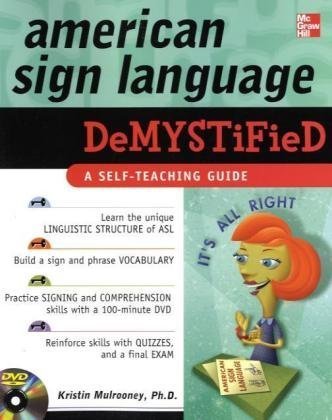 american
sign language
Mc
Graw
Hill
DeMYSTiFieD
A SELF-TEACHING GUIDE
Learn the unique
LINGUISTIC STRUCTURE of ASL
Build a sign and phrase VOCABULARY
Practice SIGNING and COMPREHENSION
skills with a 100-minute DVD
Reinforce skills with QUIZZES,
and a final EXAM
IT'S ALL RIGHT
AMERICAN
SIGN
LANGUAGE
DVD
Kristin Mulrooney, Ph.D.